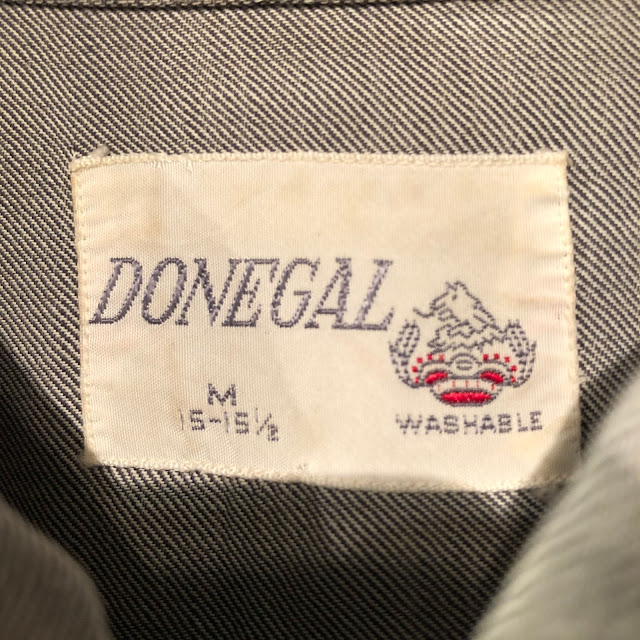 DONEGAL
M
15-15½
WASHABLE